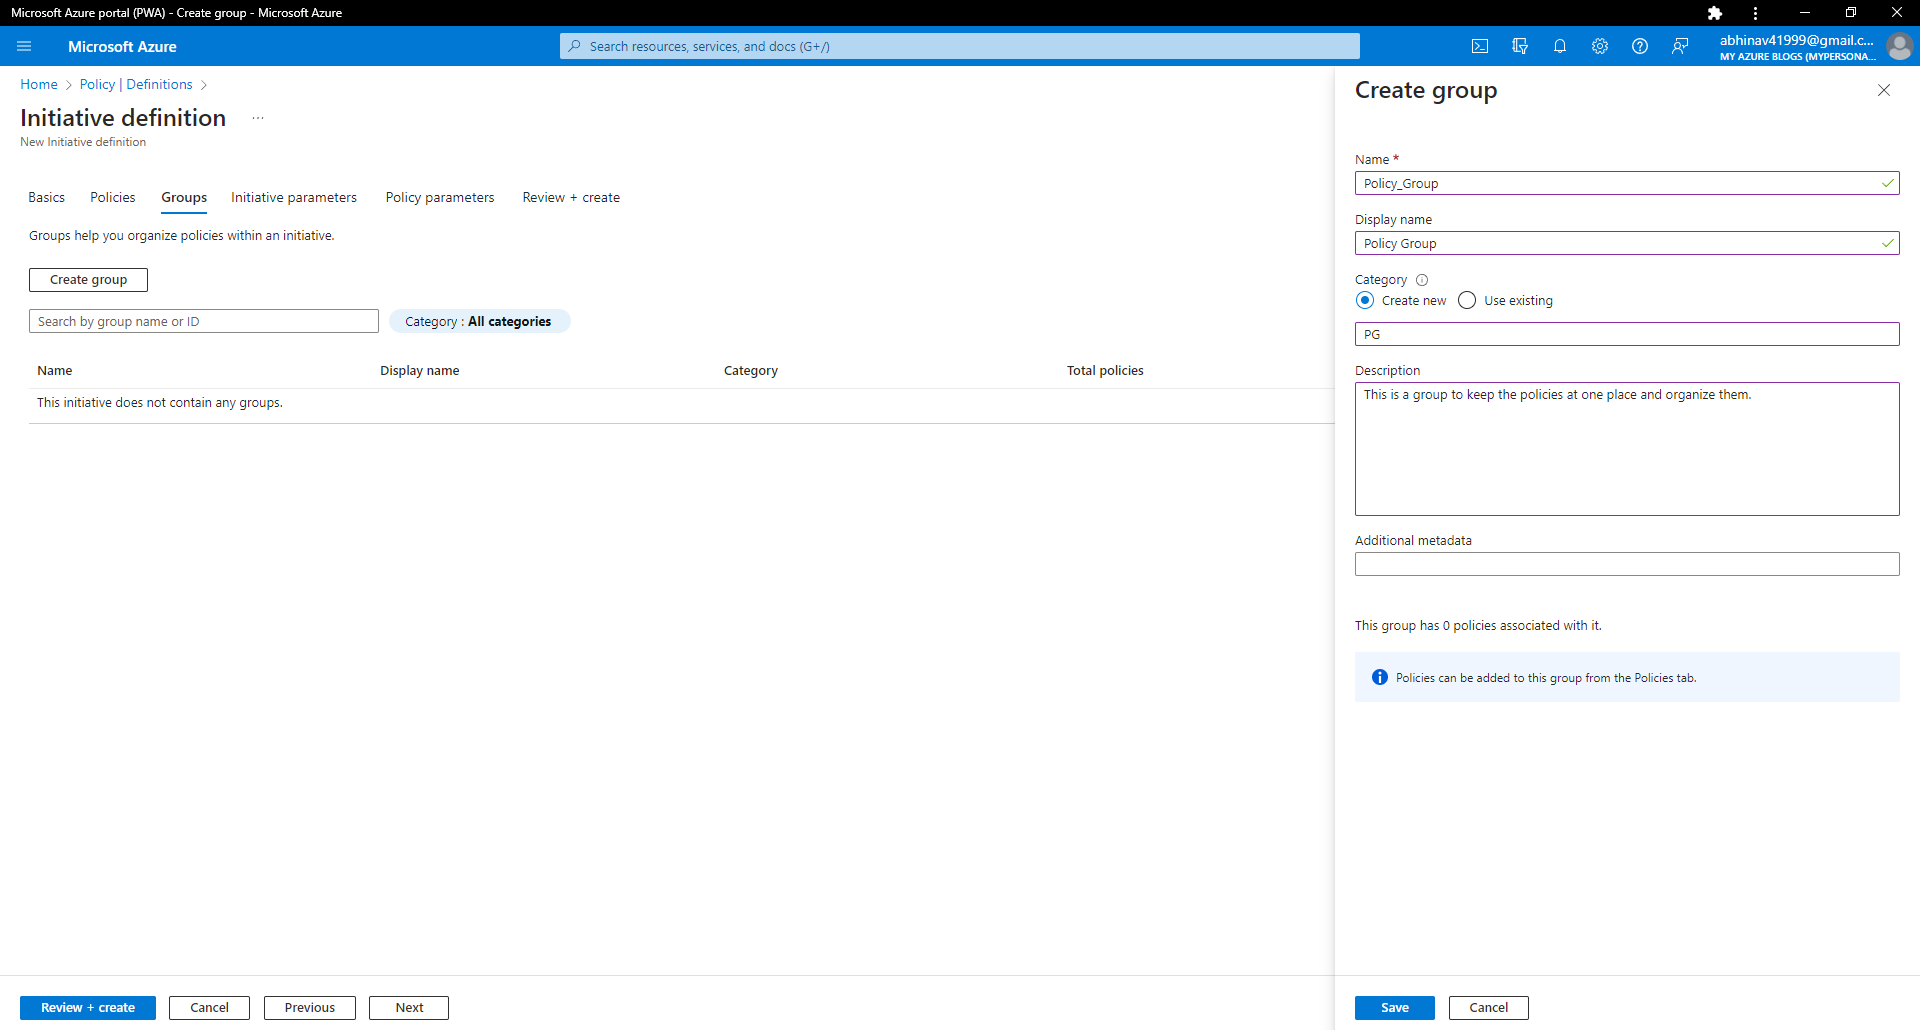 Microsoft Azure portal (PWA) - Create group - Microsoft Azure
Microsoft Azure
Search resources, services, and docs (G+/)
abhinav41999@gmail.c...
MY AZURE BLOGS (MYPERSONA...
Home > Policy | Definitions >
Initiative definition ...
New Initiative definition
Basics Policies Groups Initiative parameters Policy parameters Review + create
Groups help you organize policies within an initiative.
Create group
Search by group name or ID
Category : All categories
Name Display name Category Total policies
This initiative does not contain any groups.
Review + create Cancel Previous Next
Create group
Name *
Policy_Group
Display name
Policy Group
Category
Create new Use existing
PG
Description
This is a group to keep the policies at one place and organize them.
Additional metadata
This group has 0 policies associated with it.
Policies can be added to this group from the Policies tab.
Save Cancel